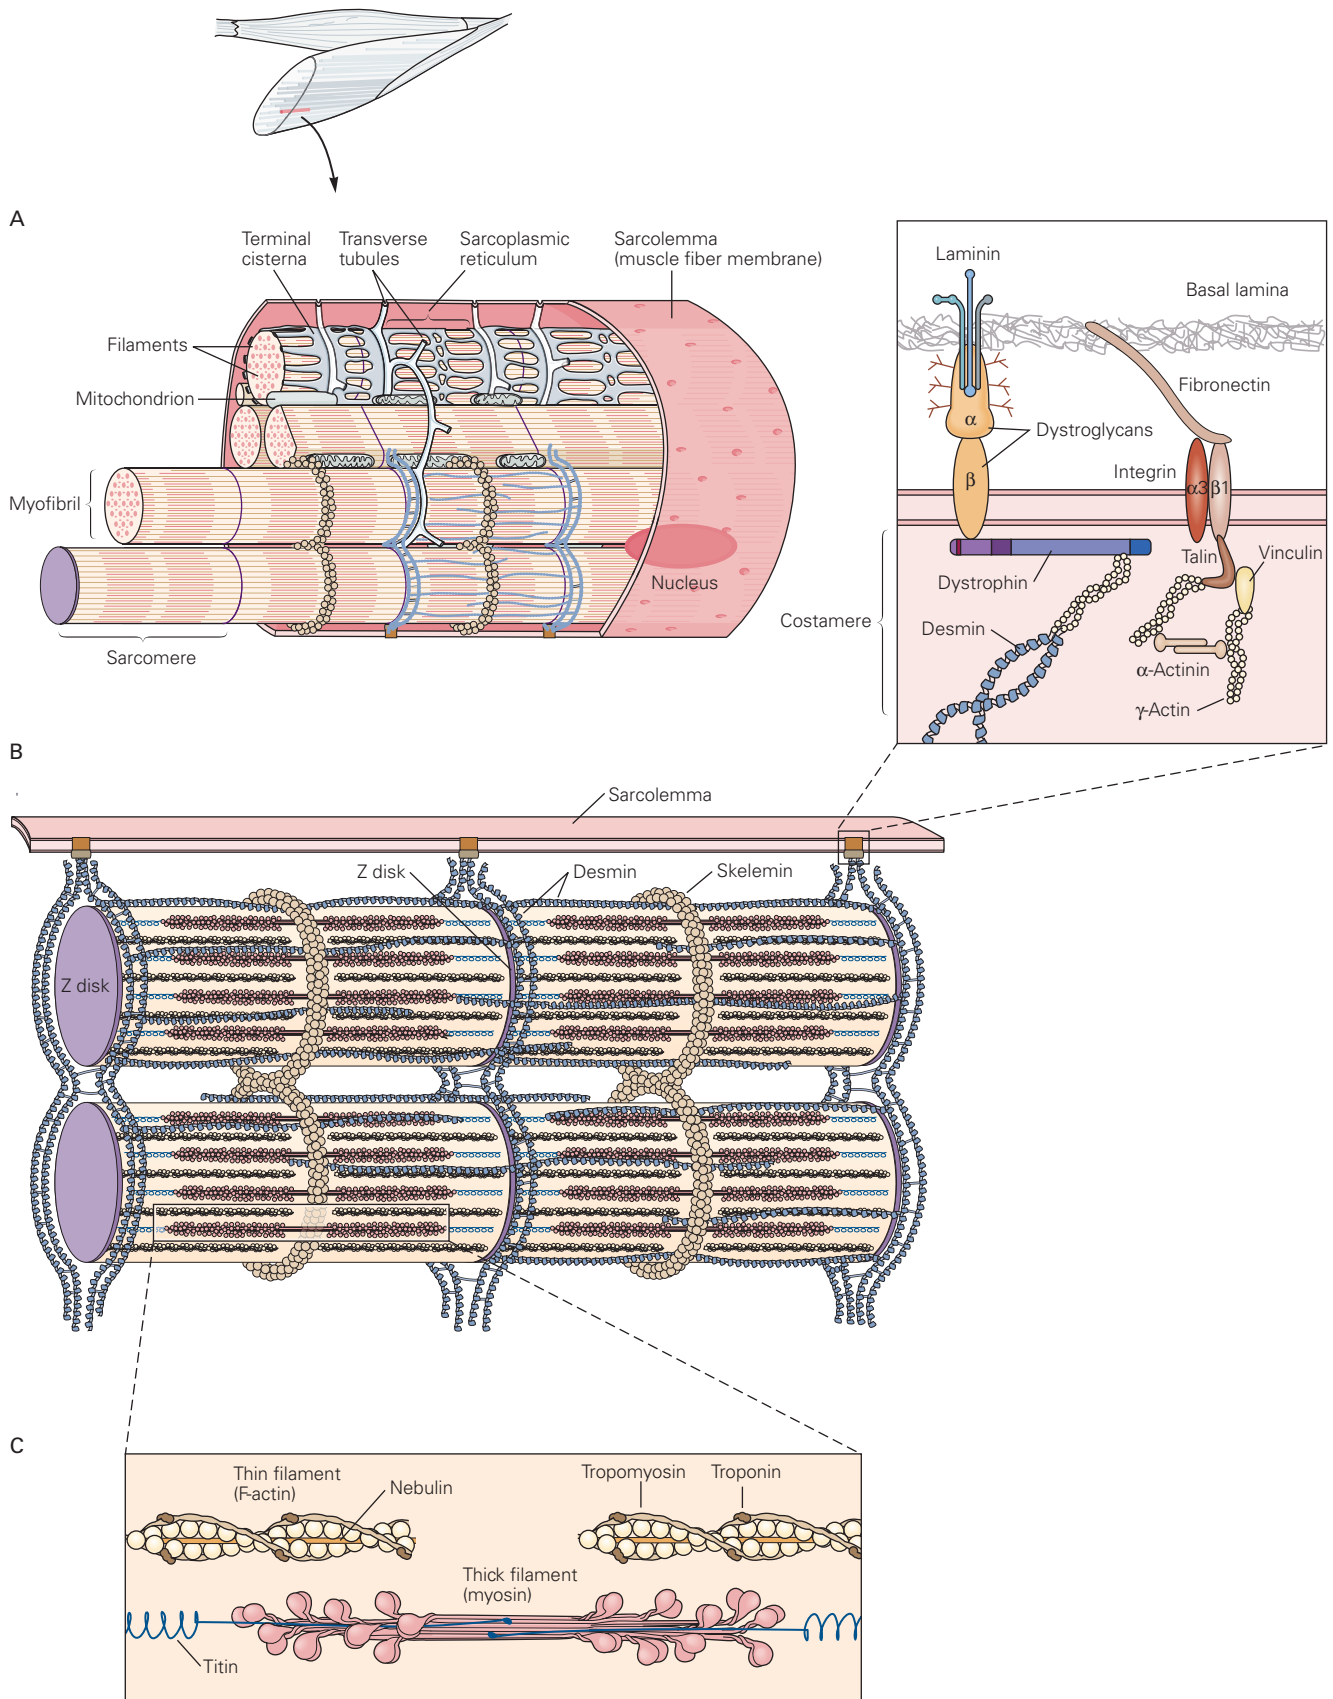 A
Terminal
cisterna
Transverse
tubules
Sarcoplasmic
reticulum
Sarcolemma
(muscle fiber membrane)
Filaments
Mitochondrion
Myofibril
Nucleus
Sarcomere
Laminin
Basal lamina
Fibronectin
α
Dystroglycans
β
Integrin
α3
β1
Talin
Vinculin
Dystrophin
Costamere
Desmin
α-Actinin
γ-Actin
B
Sarcolemma
Z disk
Desmin
Skelemin
Z disk
C
Thin filament
(F-actin)
Nebulin
Tropomyosin
Troponin
Thick filament
(myosin)
Titin